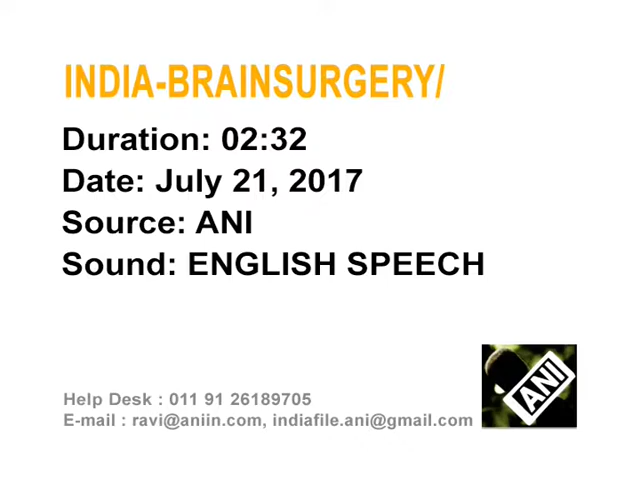 INDIA-BRAINSURGERY/
Duration: 02:32
Date: July 21, 2017
Source: ANI
Sound: ENGLISH SPEECH
ANI
Help Desk : 011 91 26189705
E-mail : ravi@aniin.com, indiafile.ani@gmail.com